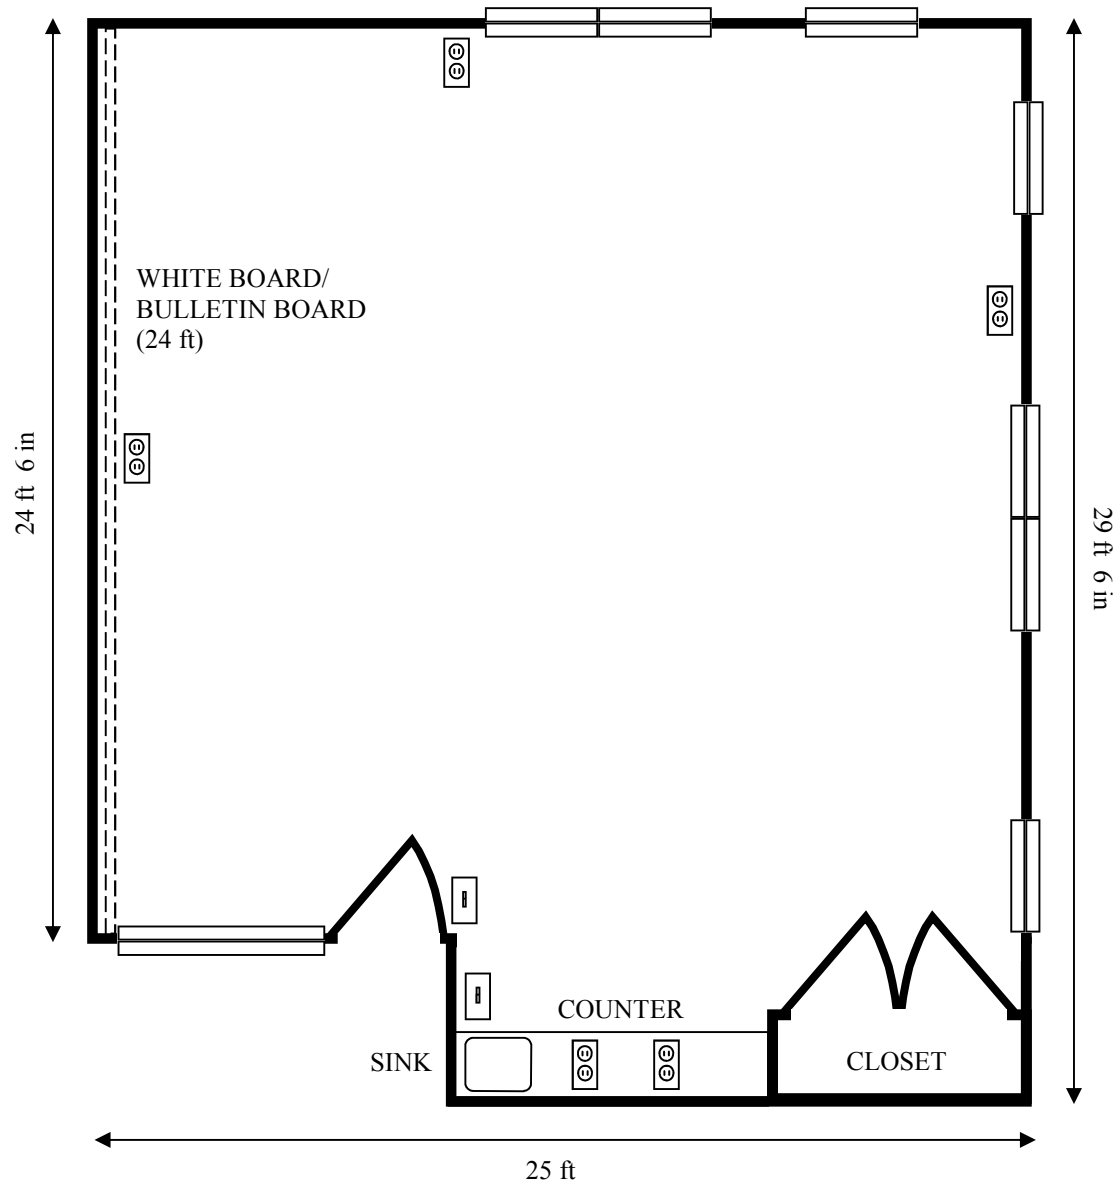 WHITE BOARD/
BULLETIN BOARD
(24 ft)
24 ft  6 in
29 ft  6 in
COUNTER
SINK
CLOSET
25 ft